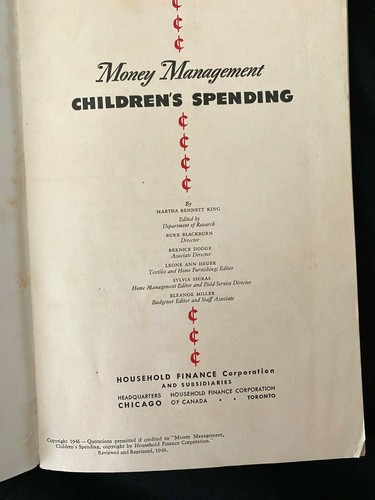 ¢
¢
¢
Money Management
CHILDREN'S SPENDING
¢
¢
¢
¢
By
MARTHA BENNETT KING
Edited by
Department of Research
BURR BLACKBURN
Director
BERNICE DODGE
Associate Director
LEONE ANN HEUER
Textiles and Home Furnishings Editor
SYLVIA SHIRAS
Home Management Editor and Field Service Director
ELEANOR MILLER
Budgeteer Editor and Staff Associate
¢
¢
¢
HOUSEHOLD FINANCE Corporation
AND SUBSIDIARIES
HEADQUARTERS HOUSEHOLD FINANCE CORPORATION
CHICAGO OF CANADA • • TORONTO
Copyright 1946 — Quotations permitted if credited to "Money Management,
Children's Spending, copyright by Household Finance Corporation."
Reviewed and Reprinted, 1948.